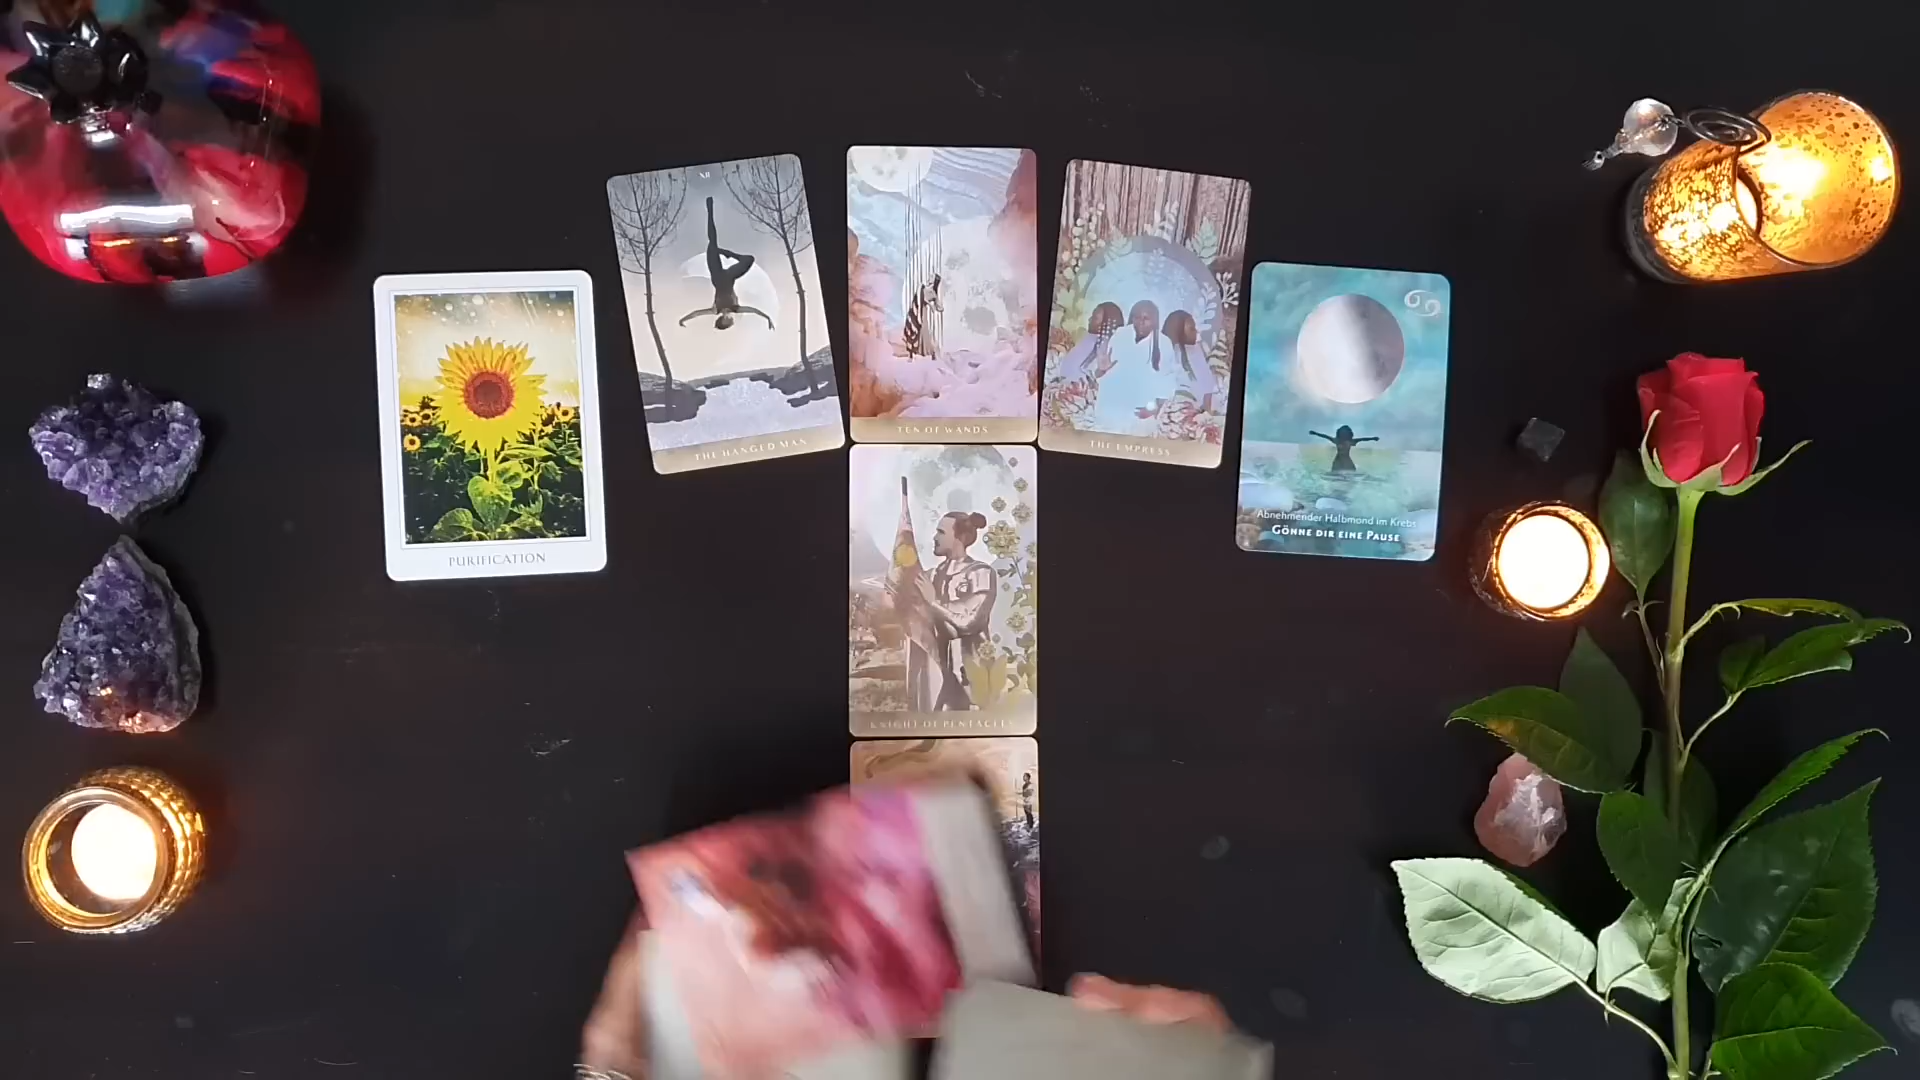 PURIFICATION
XII
THE HANGED MAN
TEN OF WANDS
THE EMPRESS
Abnehmender Halbmond im Krebs
GÖNNE DIR EINE PAUSE
KNIGHT OF PENTACLES